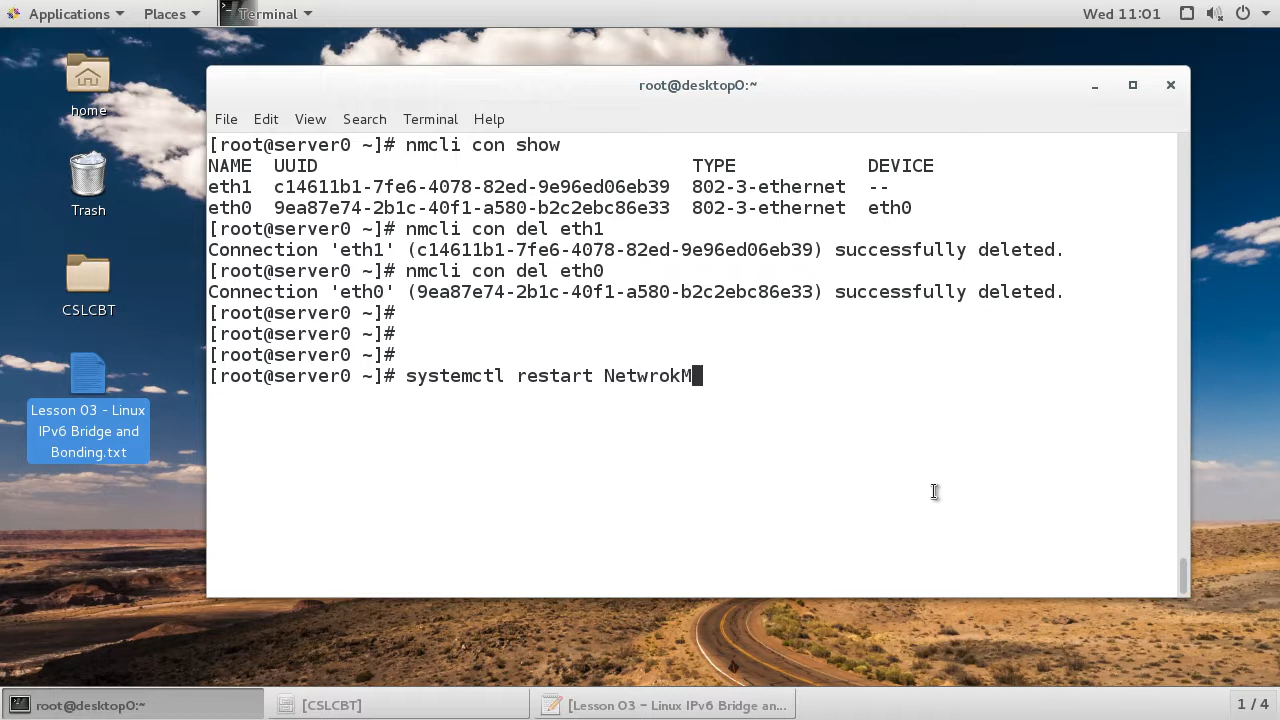 Applications Places Terminal Wed 11:01
home
Trash
CSLCBT
Lesson 03 - Linux
IPv6 Bridge and
Bonding.txt
root@desktop0:~
File Edit View Search Terminal Help
[root@server0 ~]# nmcli con show
NAME UUID TYPE DEVICE
eth1 c14611b1-7fe6-4078-82ed-9e96ed06eb39 802-3-ethernet --
eth0 9ea87e74-2b1c-40f1-a580-b2c2ebc86e33 802-3-ethernet eth0
[root@server0 ~]# nmcli con del eth1
Connection 'eth1' (c14611b1-7fe6-4078-82ed-9e96ed06eb39) successfully deleted.
[root@server0 ~]# nmcli con del eth0
Connection 'eth0' (9ea87e74-2b1c-40f1-a580-b2c2ebc86e33) successfully deleted.
[root@server0 ~]#
[root@server0 ~]#
[root@server0 ~]#
[root@server0 ~]# systemctl restart NetwrokM
root@desktop0:~ [CSLCBT] [Lesson 03 - Linux IPv6 Bridge an... 1 / 4